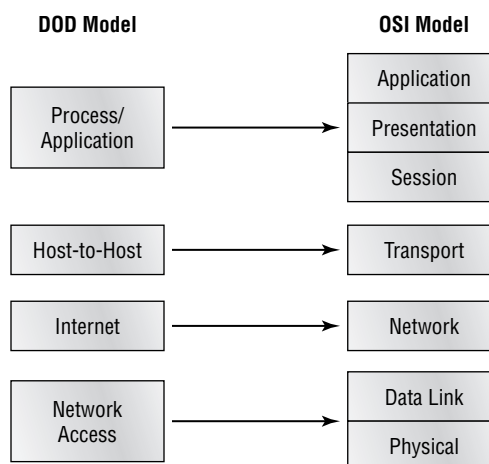 DOD Model
OSI Model
Process/
Application
Application
Presentation
Session
Host-to-Host
Transport
Internet
Network
Network
Access
Data Link
Physical